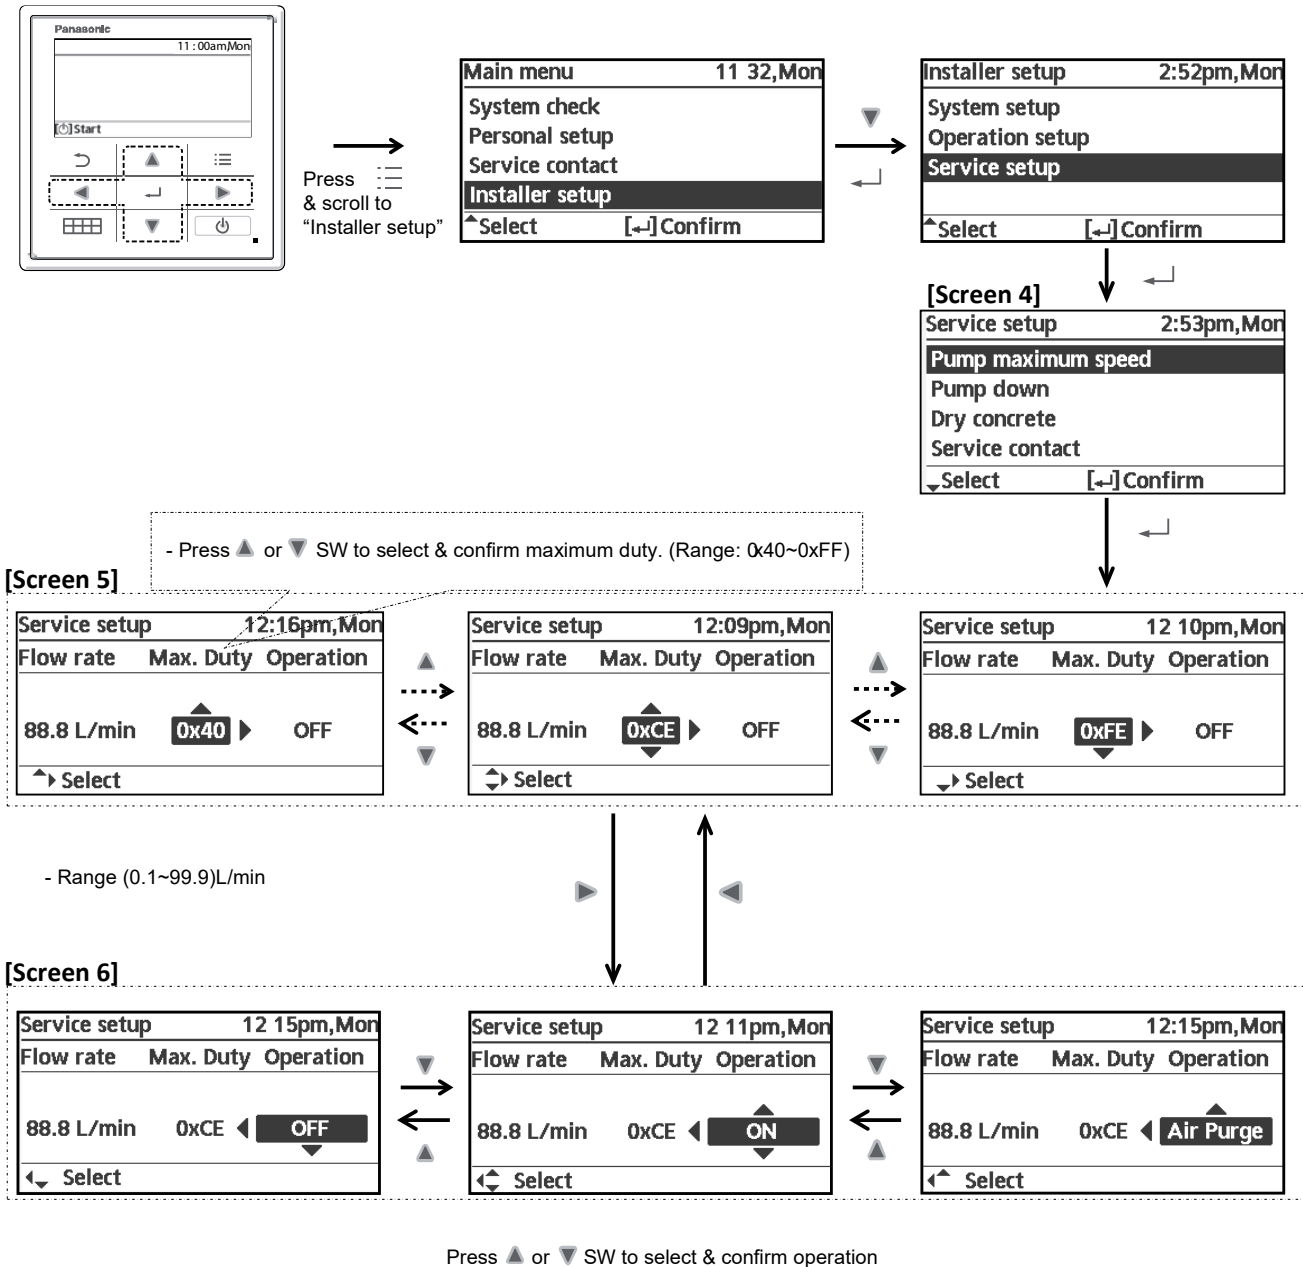 Panasonic
11 : 00am,Mon
[⏻]Start
Press
& scroll to
“Installer setup”
Main menu 11 32,Mon
System check
Personal setup
Service contact
Installer setup
Select [↵]Confirm
Installer setup 2:52pm,Mon
System setup
Operation setup
Service setup
Select [↵]Confirm
[Screen 4]
Service setup 2:53pm,Mon
Pump maximum speed
Pump down
Dry concrete
Service contact
Select [↵]Confirm
- Press ▲ or ▼ SW to select & confirm maximum duty. (Range: 0x40~0xFF)
[Screen 5]
Service setup 12:16pm,Mon
Flow rate Max. Duty Operation
88.8 L/min 0x40 OFF
Select
Service setup 12:09pm,Mon
Flow rate Max. Duty Operation
88.8 L/min 0xCE OFF
Select
Service setup 12 10pm,Mon
Flow rate Max. Duty Operation
88.8 L/min 0xFE OFF
Select
- Range (0.1~99.9)L/min
[Screen 6]
Service setup 12 15pm,Mon
Flow rate Max. Duty Operation
88.8 L/min 0xCE OFF
Select
Service setup 12 11pm,Mon
Flow rate Max. Duty Operation
88.8 L/min 0xCE ON
Select
Service setup 12:15pm,Mon
Flow rate Max. Duty Operation
88.8 L/min 0xCE Air Purge
Select
Press ▲ or ▼ SW to select & confirm operation